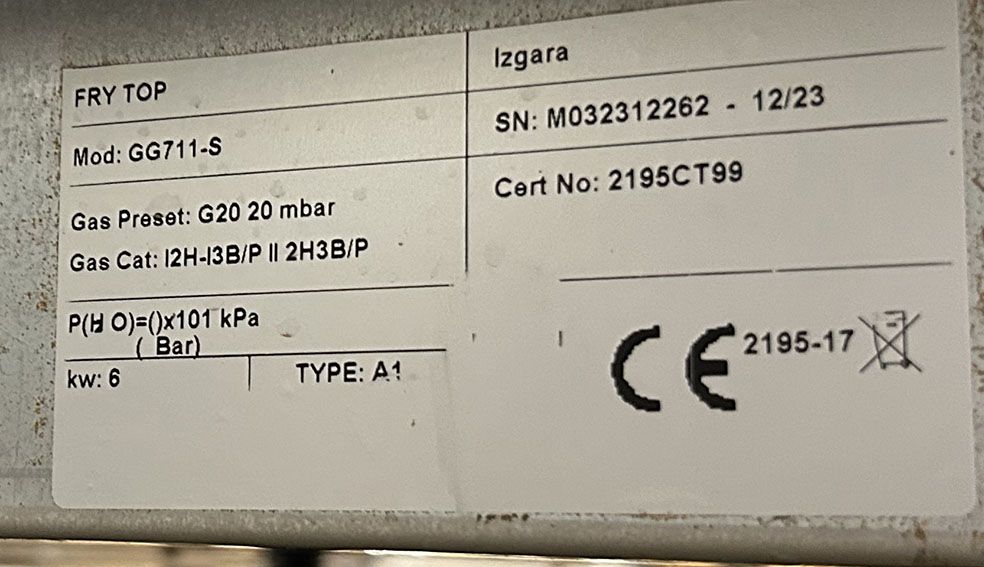 FRY TOP
Izgara
Mod: GG711-S
SN: M032312262 - 12/23
Gas Preset: G20 20 mbar
Cert No: 2195CT99
Gas Cat: I2H-I3B/P II 2H3B/P
P(H O)=()x101 kPa
( Bar)
kw: 6
TYPE: A1
CE 2195-17